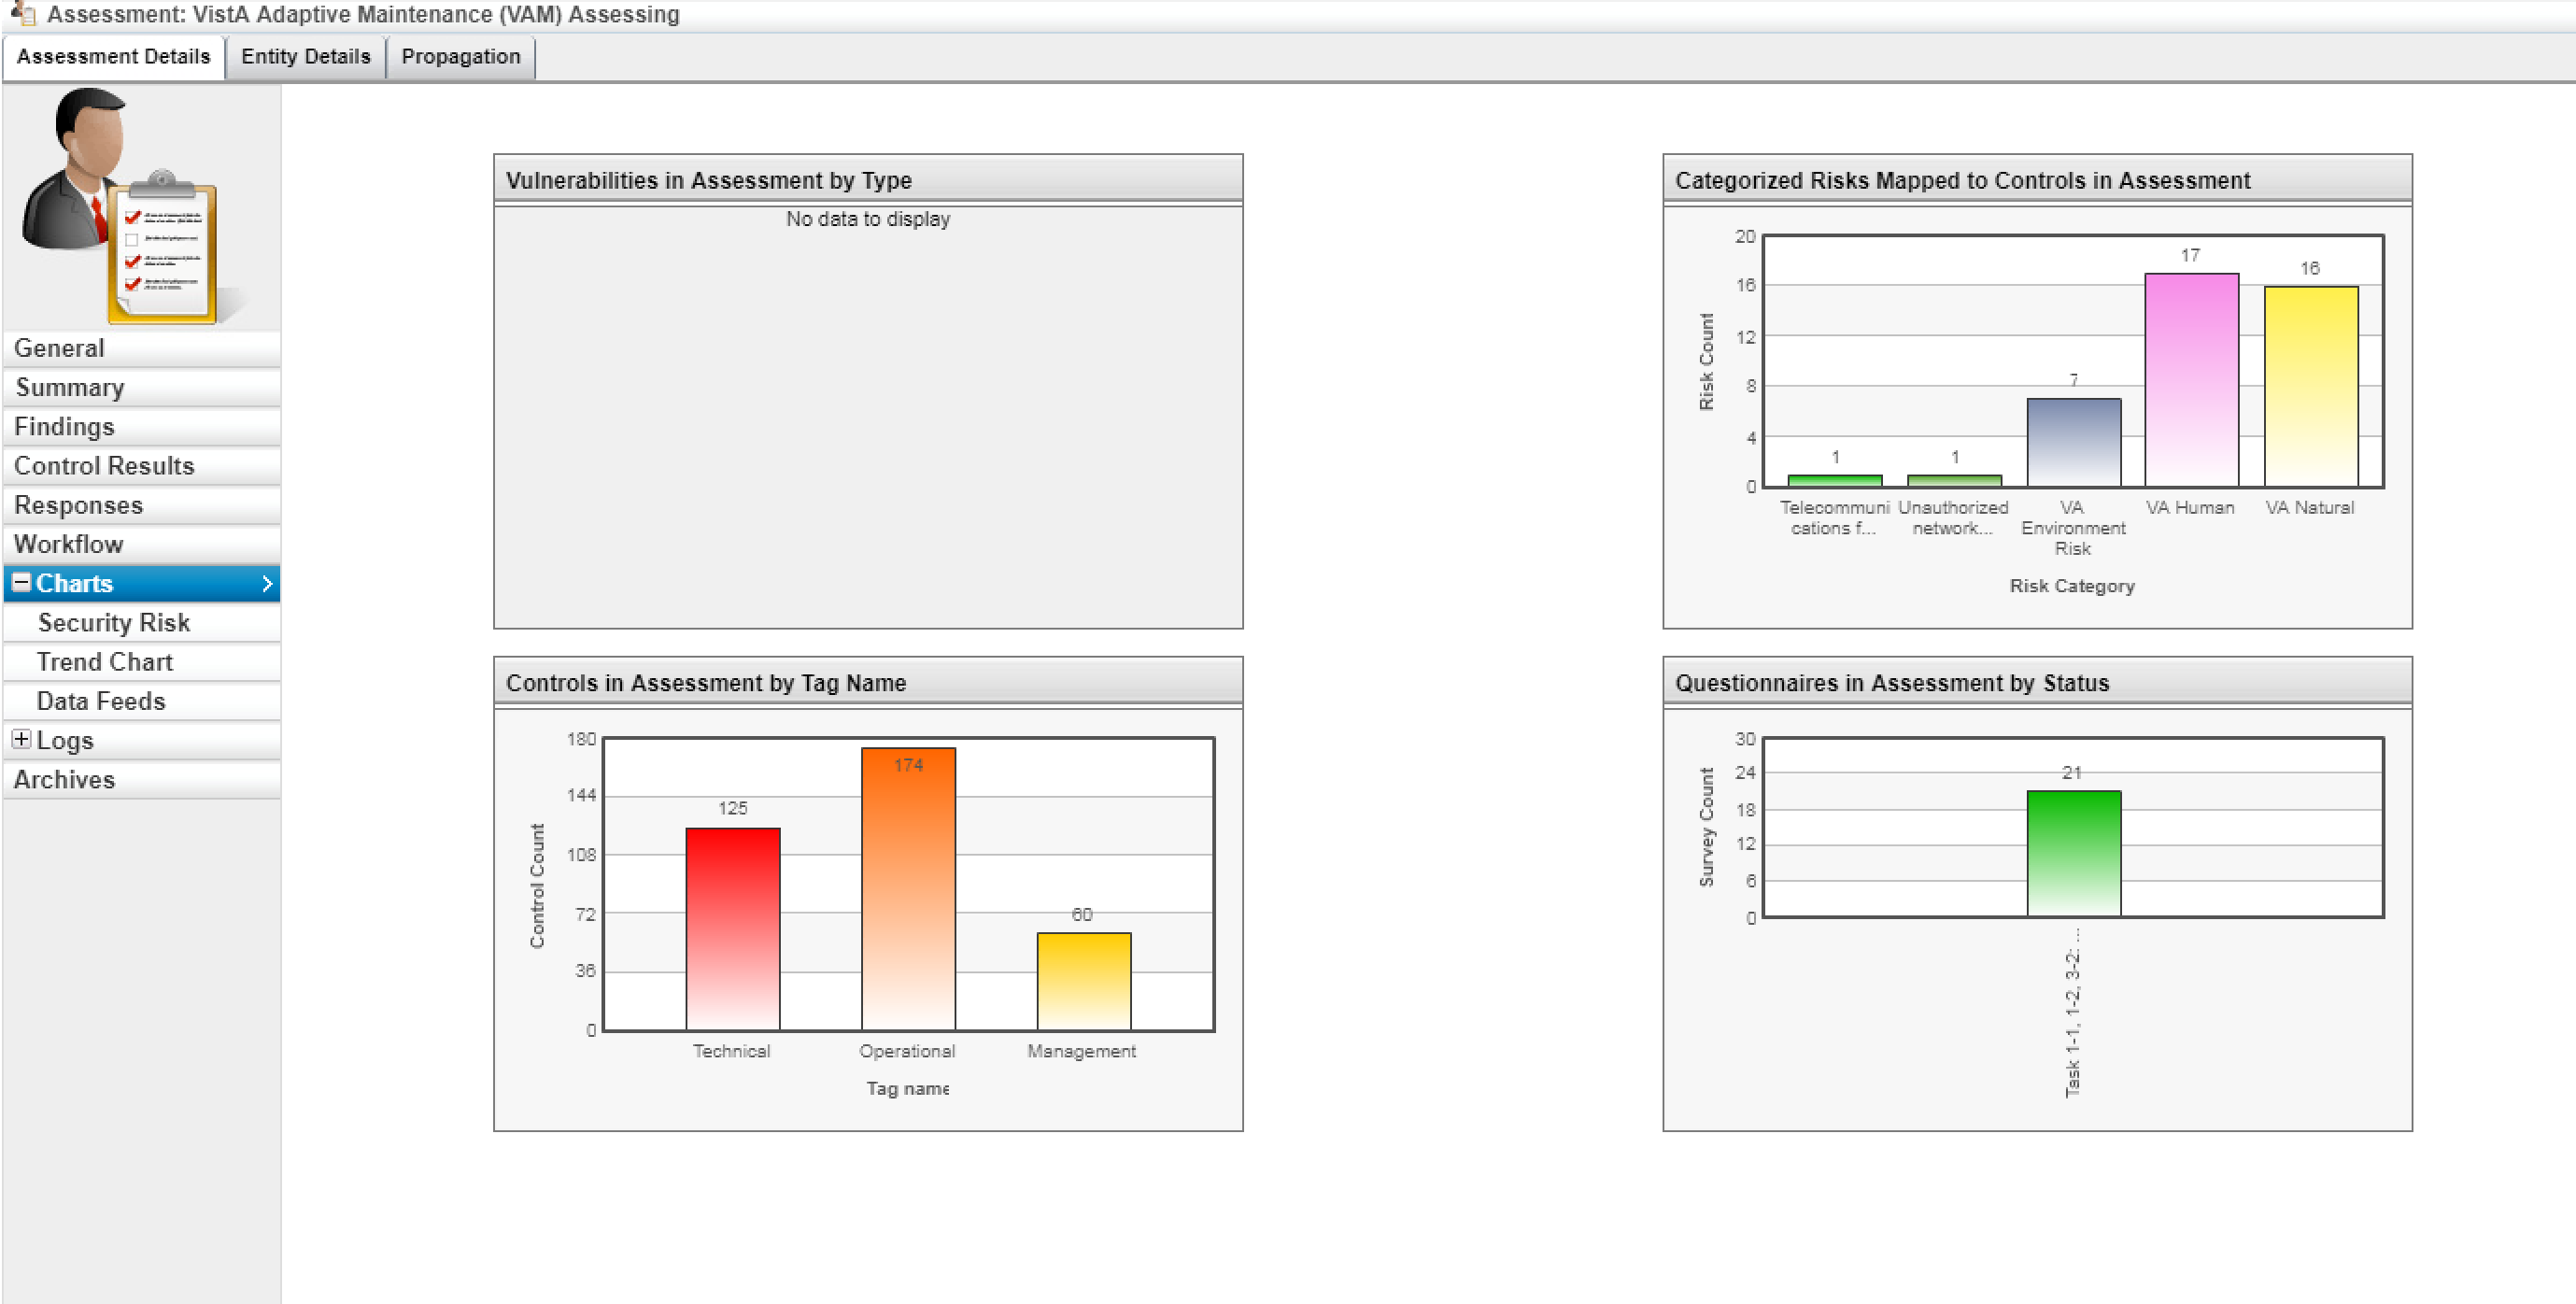 Assessment: VistA Adaptive Maintenance (VAM) Assessing
Assessment Details
Entity Details
Propagation
General
Summary
Findings
Control Results
Responses
Workflow
Charts
Security Risk
Trend Chart
Data Feeds
Logs
Archives
Vulnerabilities in Assessment by Type
No data to display
Categorized Risks Mapped to Controls in Assessment
Risk Count
20
16
12
8
4
0
1
1
7
17
16
Telecommuni
cations f...
Unauthorized
network...
VA
Environment
Risk
VA Human
VA Natural
Risk Category
Controls in Assessment by Tag Name
Control Count
180
144
108
72
36
0
125
174
60
Technical
Operational
Management
Tag name
Questionnaires in Assessment by Status
Survey Count
30
24
18
12
6
0
21
Task 1-1, 1-2, 3-2: ...